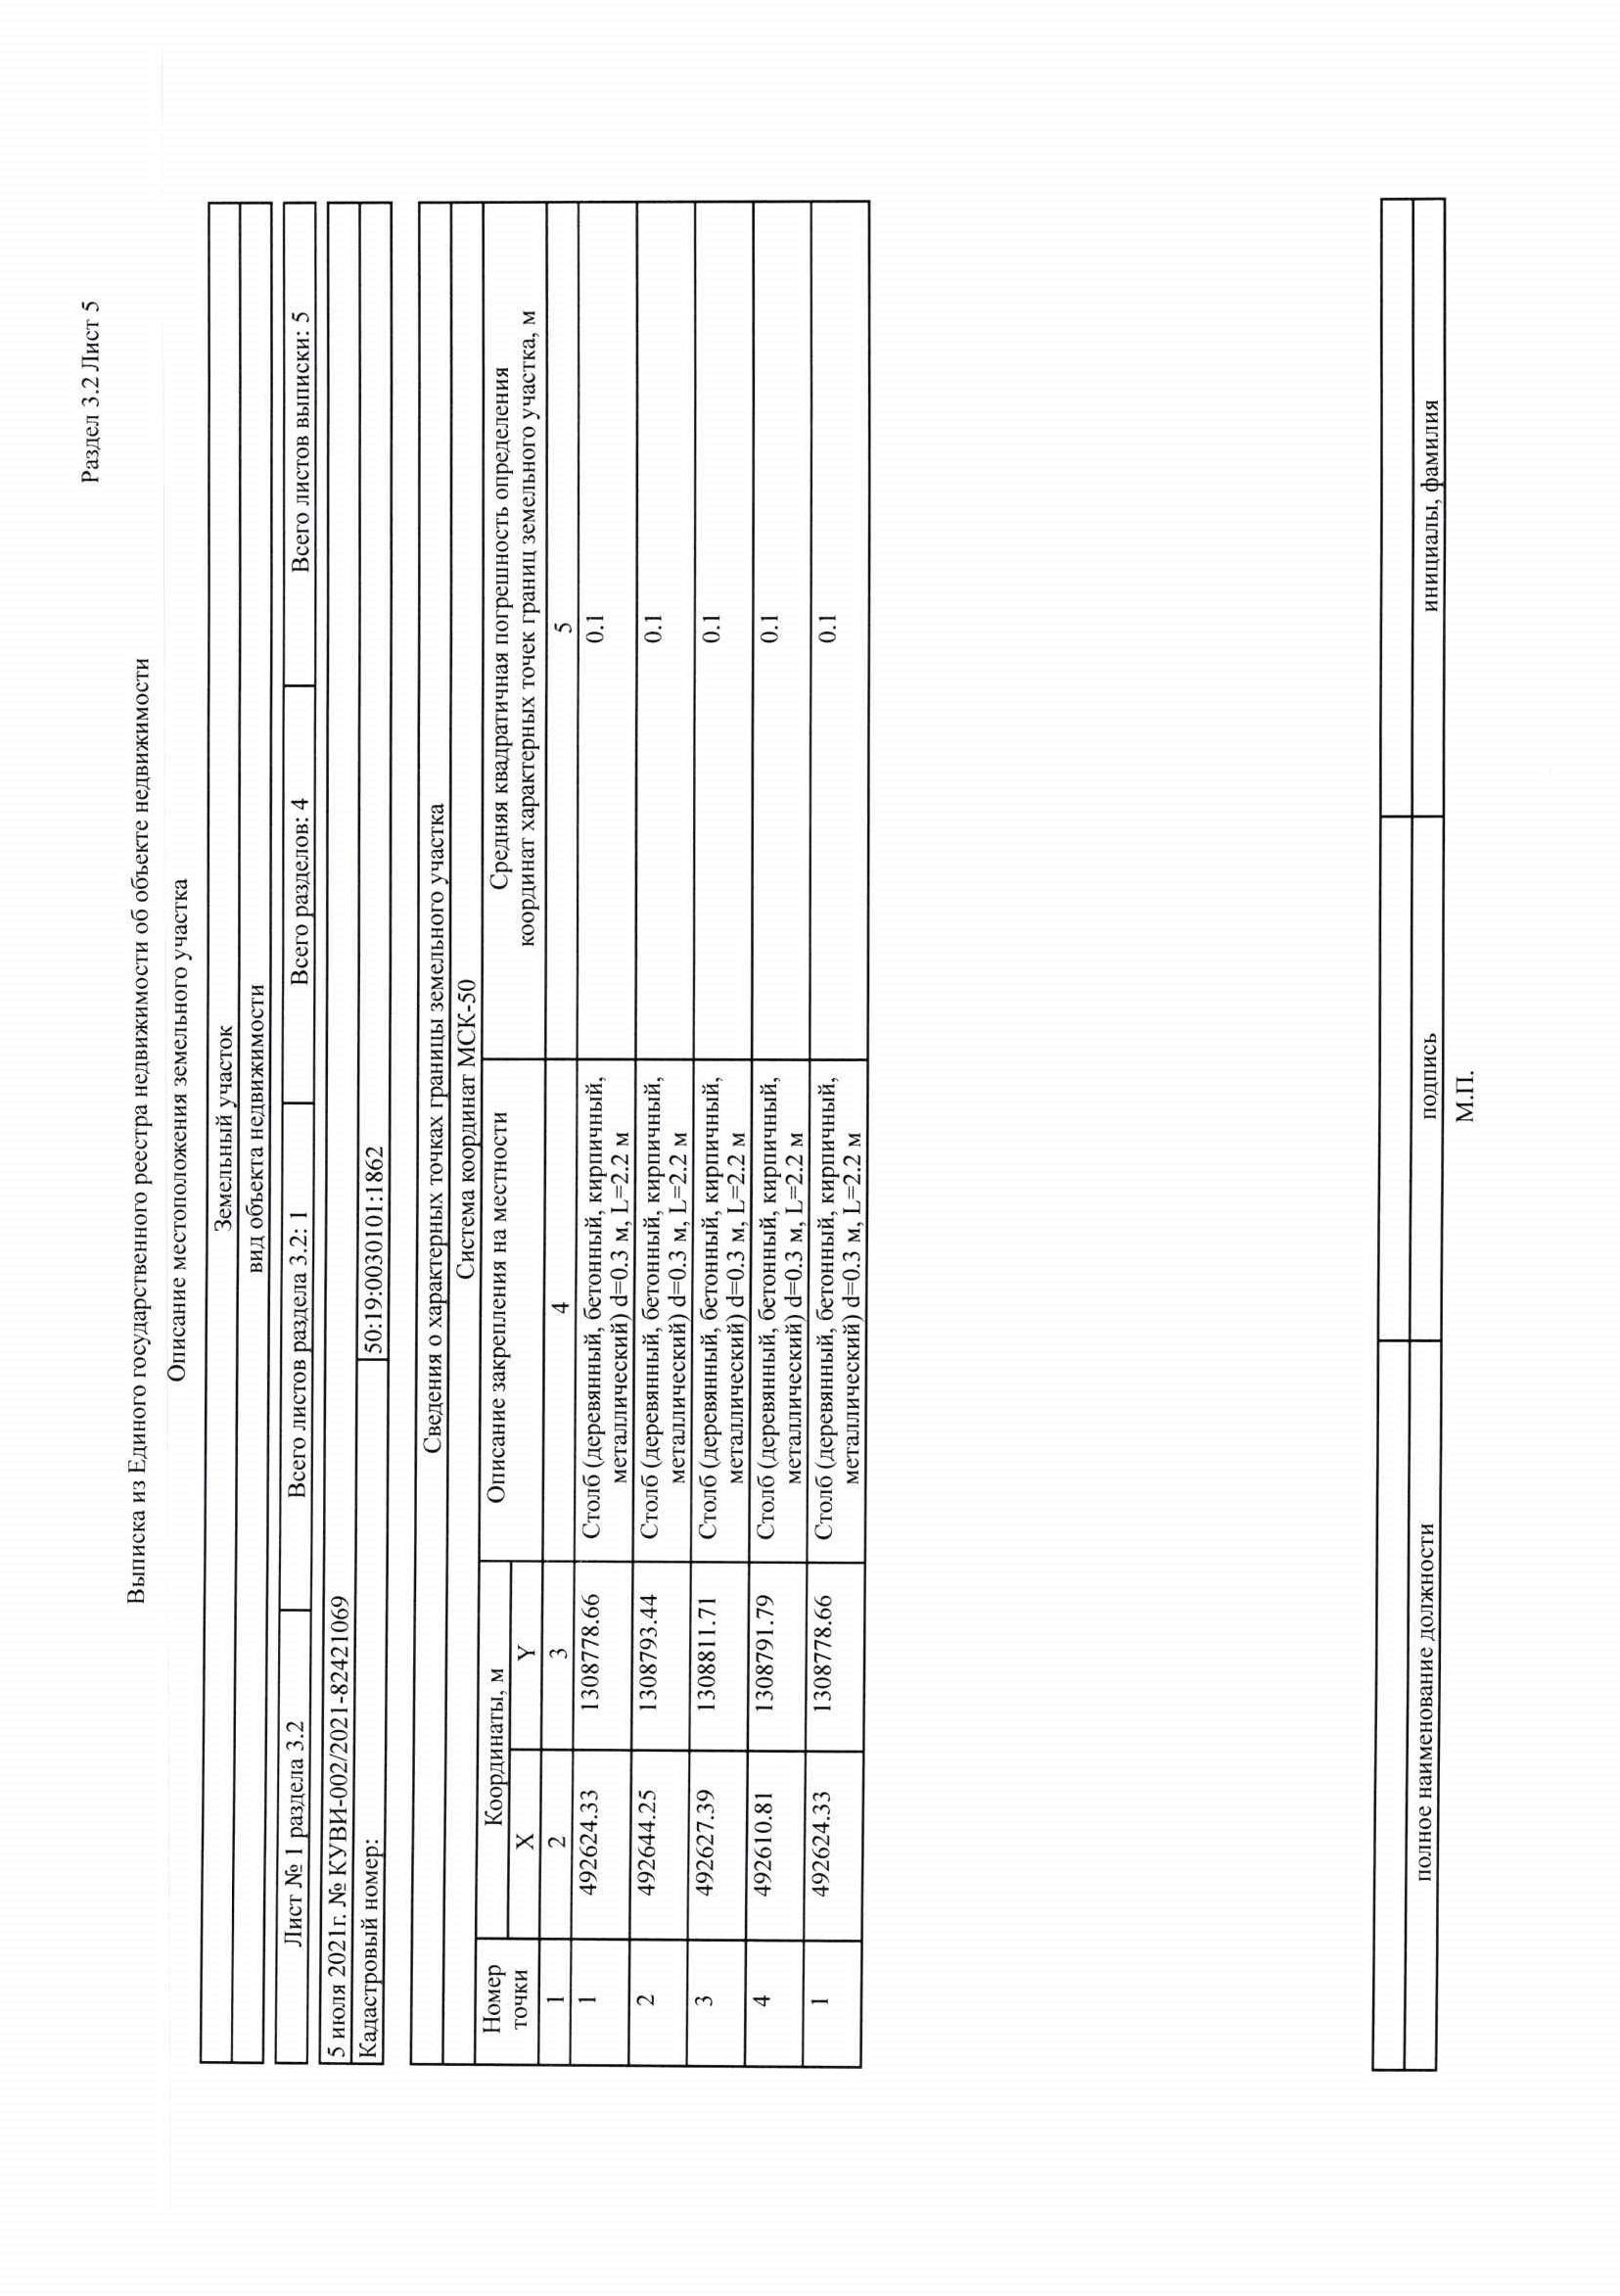 Раздел 3.2 Лист 5
Выписка из Единого государственного реестра недвижимости об объекте недвижимости
Описание местоположения земельного участка
Земельный участок
вид объекта недвижимости
Лист № 1 раздела 3.2 Всего листов раздела 3.2: 1 Всего разделов: 4 Всего листов выписки: 5
5 июля 2021г. № КУВИ-002/2021-82421069
Кадастровый номер: 50:19:0030101:1862
Сведения о характерных точках границы земельного участка
Система координат МСК-50
Номер
точки
Координаты, м
X Y
Описание закрепления на местности
Средняя квадратичная погрешность определения
координат характерных точек границ земельного участка, м
1 2 3 4 5
1 492624.33 1308778.66 Столб (деревянный, бетонный, кирпичный, 0.1
металлический) d=0.3 м, L=2.2 м
2 492644.25 1308793.44 Столб (деревянный, бетонный, кирпичный, 0.1
металлический) d=0.3 м, L=2.2 м
3 492627.39 1308811.71 Столб (деревянный, бетонный, кирпичный, 0.1
металлический) d=0.3 м, L=2.2 м
4 492610.81 1308791.79 Столб (деревянный, бетонный, кирпичный, 0.1
металлический) d=0.3 м, L=2.2 м
1 492624.33 1308778.66 Столб (деревянный, бетонный, кирпичный, 0.1
металлический) d=0.3 м, L=2.2 м
полное наименование должности подпись инициалы, фамилия
М.П.